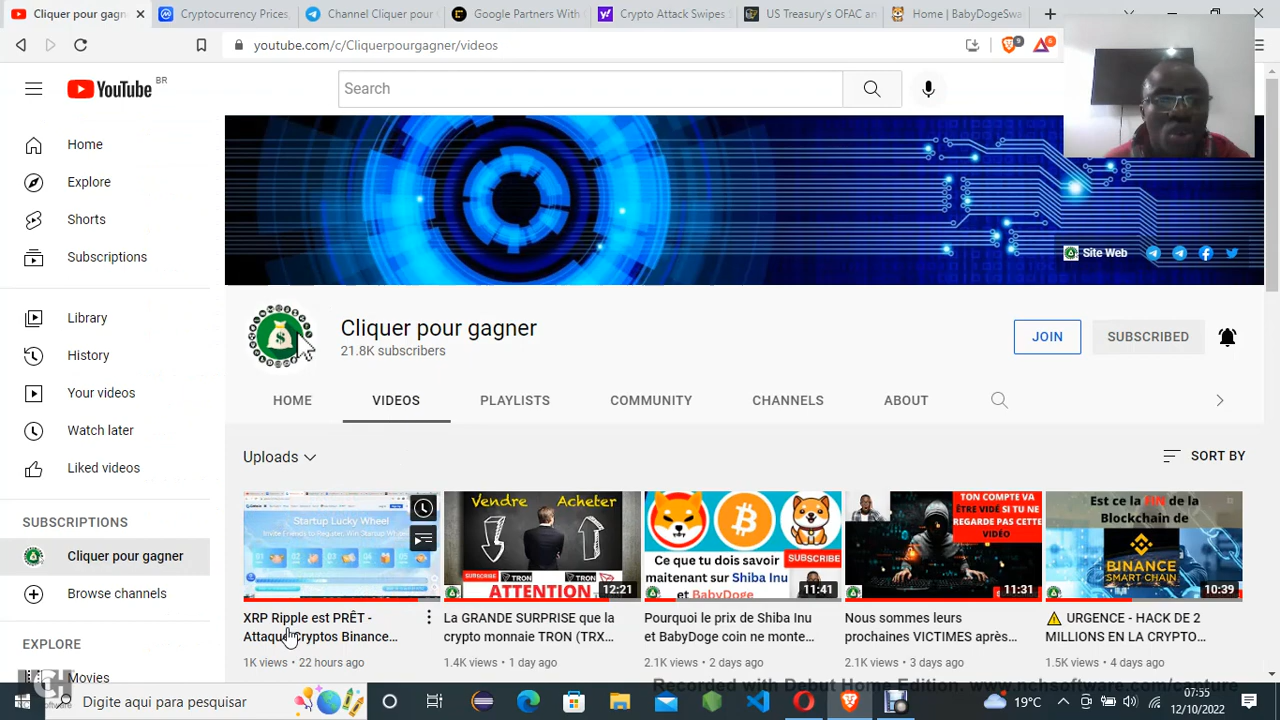 Cliquer pour gagn
Cryptocurrency Prices,
Channel Cliquer pour
Google Partners With
Crypto Attack Swipes
US Treasury's OFAC an
Home | BabyDogeSwa
youtube.com/c/Cliquerpourgagner/videos
9
6
YouTube
BR
Search
Home
Explore
Shorts
Subscriptions
Library
History
Your videos
Watch later
Liked videos
SUBSCRIPTIONS
Cliquer pour gagner
Browse channels
EXPLORE
Movies
Site Web
Cliquer pour gagner
21.8K subscribers
JOIN
SUBSCRIBED
HOME
VIDEOS
PLAYLISTS
COMMUNITY
CHANNELS
ABOUT
Uploads
SORT BY
Startup Lucky Wheel
XRP Ripple est PRÊT -
Attaque Cryptos Binance...
1K views • 22 hours ago
Vendre Acheter
SUBSCRIBE
TRON
TRON
ATTENTION
12:21
La GRANDE SURPRISE que la
crypto monnaie TRON (TRX...
1.4K views • 1 day ago
SUBSCRIBE
Ce que tu dois savoir
maintenant sur Shiba Inu
et BabyDoge
11:41
Pourquoi le prix de Shiba Inu
et BabyDoge coin ne monte...
2.1K views • 2 days ago
TON COMPTE VA
ÊTRE VIDÉ SI TU NE
REGARDE PAS CETTE
VIDÉO
11:31
Nous sommes leurs
prochaines VICTIMES après...
2.1K views • 3 days ago
Est ce la FIN de la
Blockchain de
BINANCE
SMART CHAIN
10:39
⚠ URGENCE - HACK DE 2
MILLIONS EN LA CRYPTO...
1.5K views • 4 days ago
Recorded with Debut Home Edition. www.nchsoftware.com/capture
Digite aqui para pesquisar
19°C
07:55
12/10/2022